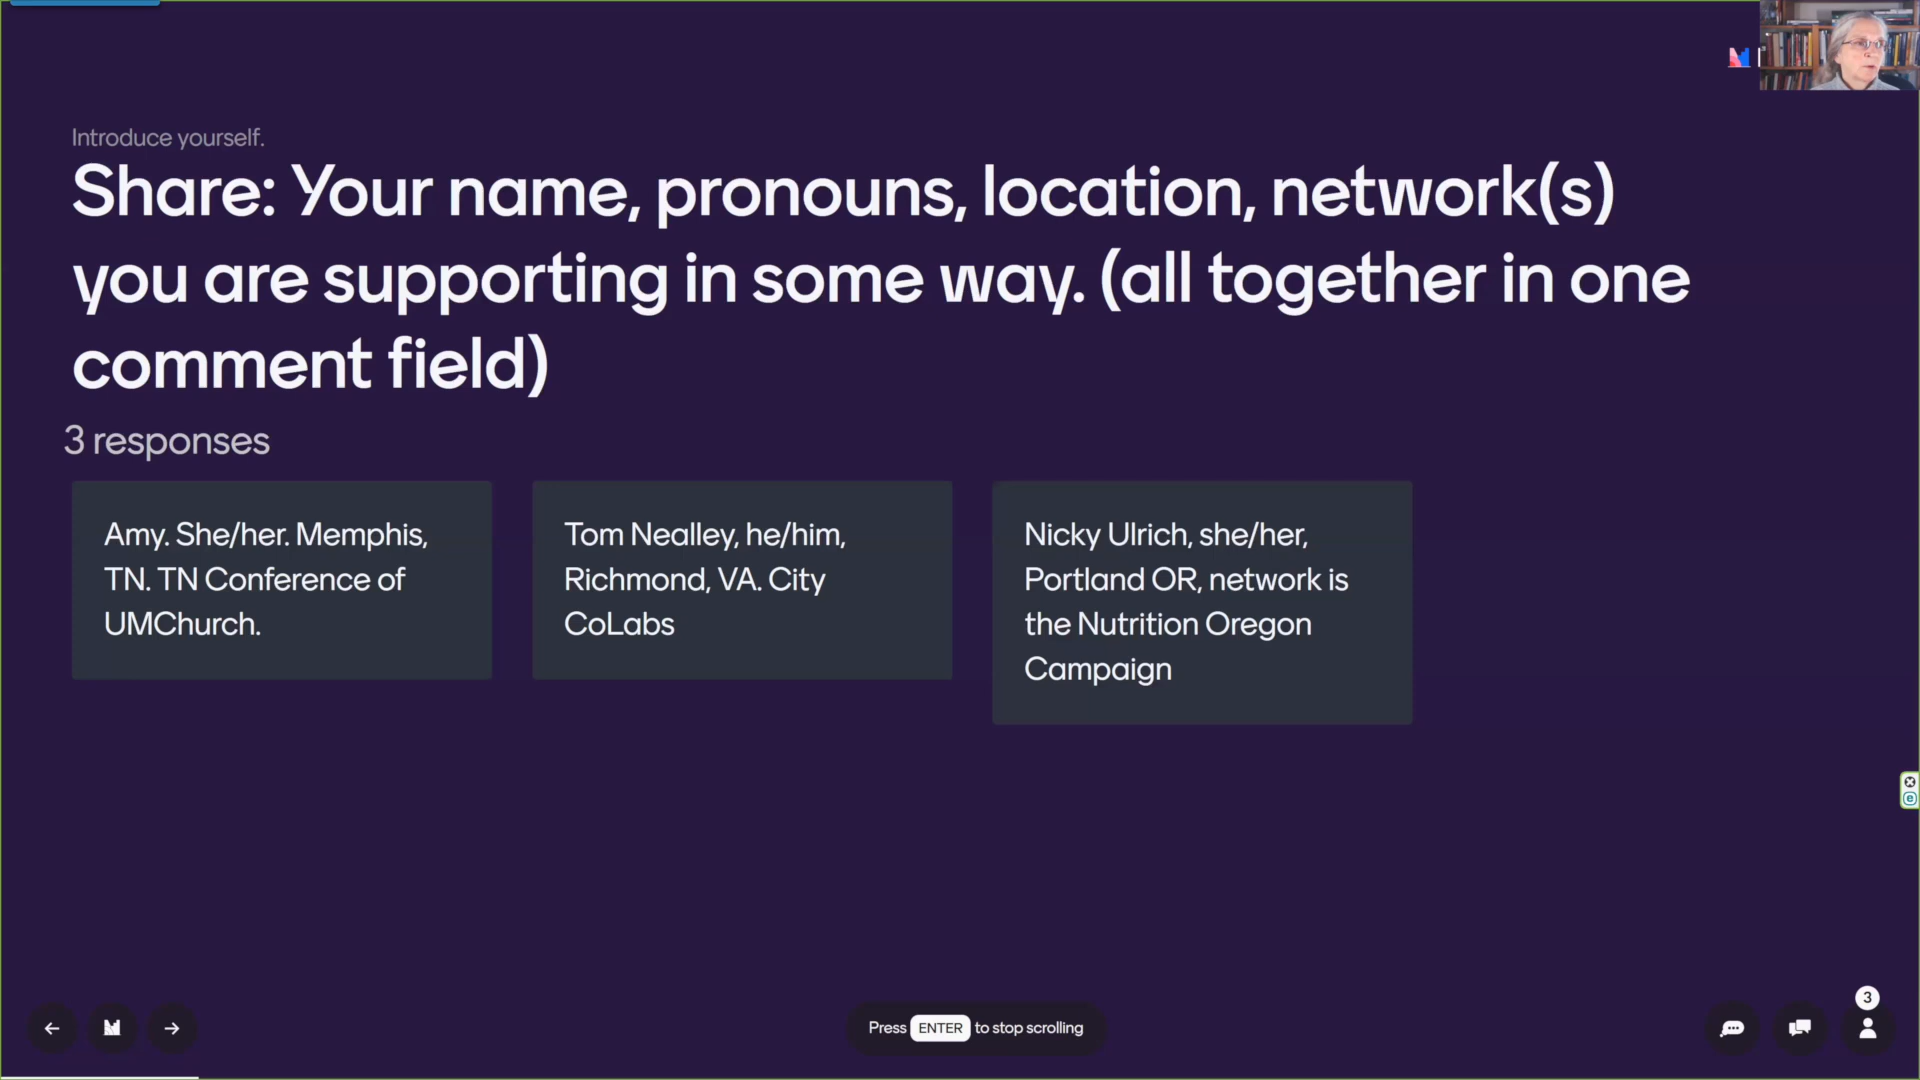 Introduce yourself.
Share: Your name, pronouns, location, network(s)
you are supporting in some way. (all together in one
comment field)
3 responses
Amy. She/her. Memphis,
TN. TN Conference of
UMChurch.
Tom Nealley, he/him,
Richmond, VA. City
CoLabs
Nicky Ulrich, she/her,
Portland OR, network is
the Nutrition Oregon
Campaign
Press ENTER to stop scrolling
3